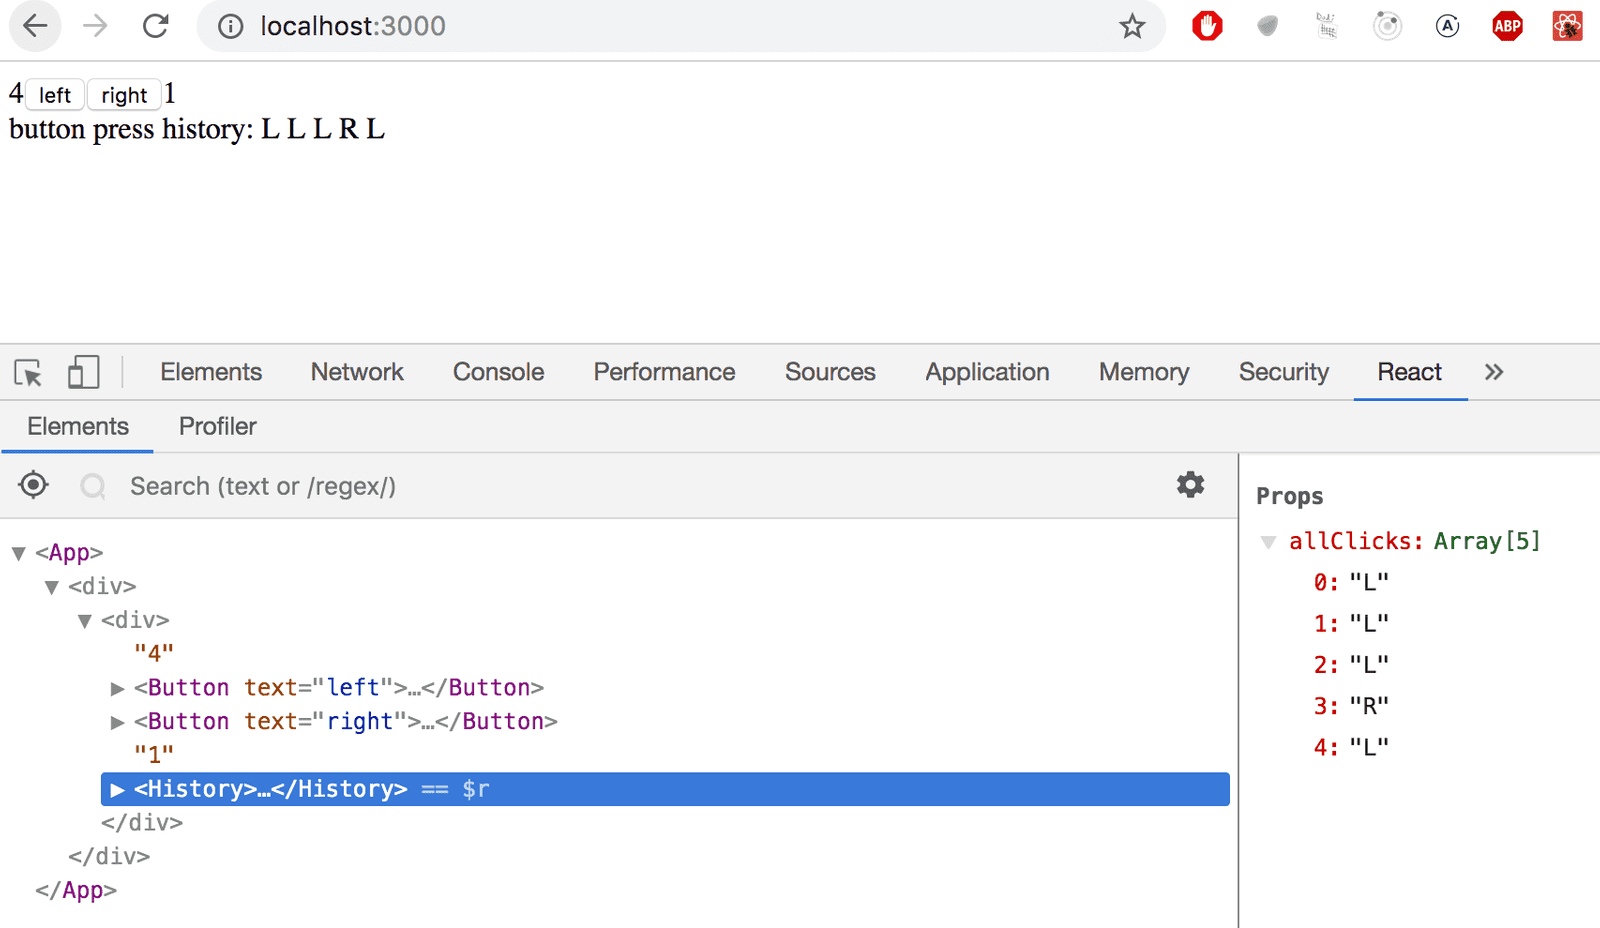 localhost:3000
ABP
4 left right 1
button press history: L L L R L
Elements Network Console Performance Sources Application Memory Security React »
Elements Profiler
Search (text or /regex/)
▼ <App>
▼ <div>
▼ <div>
"4"
▶ <Button text="left">…</Button>
▶ <Button text="right">…</Button>
"1"
▶ <History>…</History> == $r
</div>
</div>
</App>
Props
▼ allClicks: Array[5]
0: "L"
1: "L"
2: "L"
3: "R"
4: "L"